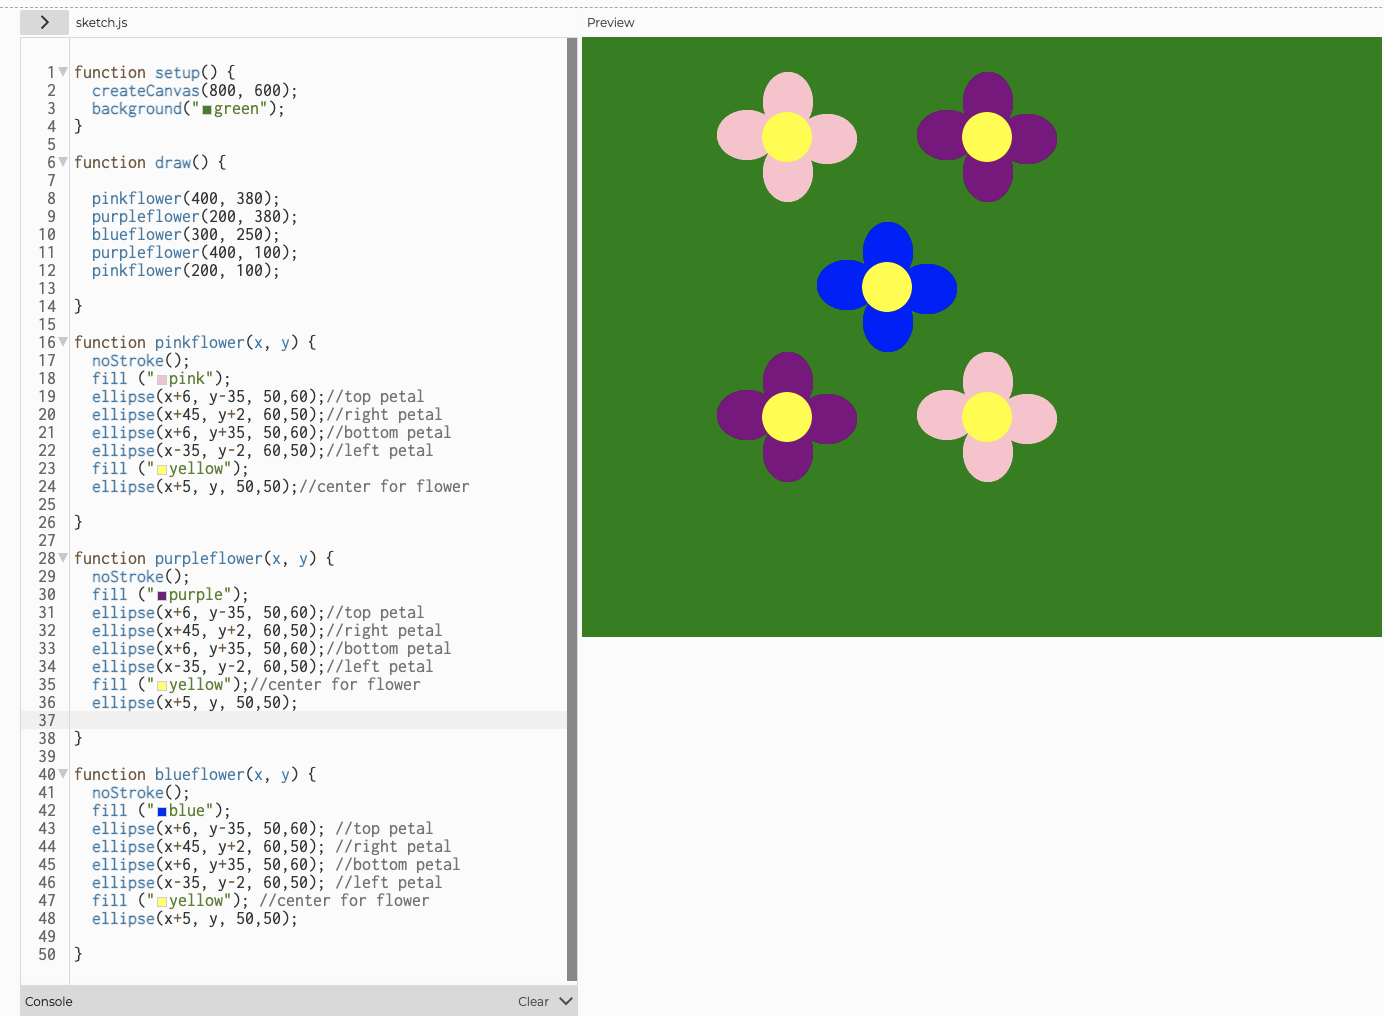 sketch.js
Preview
1 function setup() {
2 createCanvas(800, 600);
3 background("green");
4 }
5
6 function draw() {
7
8 pinkflower(400, 380);
9 purpleflower(200, 380);
10 blueflower(300, 250);
11 purpleflower(400, 100);
12 pinkflower(200, 100);
13
14 }
15
16 function pinkflower(x, y) {
17 noStroke();
18 fill ("pink");
19 ellipse(x+6, y-35, 50,60);//top petal
20 ellipse(x+45, y+2, 60,50);//right petal
21 ellipse(x+6, y+35, 50,60);//bottom petal
22 ellipse(x-35, y-2, 60,50);//left petal
23 fill ("yellow");
24 ellipse(x+5, y, 50,50);//center for flower
25
26 }
27
28 function purpleflower(x, y) {
29 noStroke();
30 fill ("purple");
31 ellipse(x+6, y-35, 50,60);//top petal
32 ellipse(x+45, y+2, 60,50);//right petal
33 ellipse(x+6, y+35, 50,60);//bottom petal
34 ellipse(x-35, y-2, 60,50);//left petal
35 fill ("yellow");//center for flower
36 ellipse(x+5, y, 50,50);
37
38 }
39
40 function blueflower(x, y) {
41 noStroke();
42 fill ("blue");
43 ellipse(x+6, y-35, 50,60); //top petal
44 ellipse(x+45, y+2, 60,50); //right petal
45 ellipse(x+6, y+35, 50,60); //bottom petal
46 ellipse(x-35, y-2, 60,50); //left petal
47 fill ("yellow"); //center for flower
48 ellipse(x+5, y, 50,50);
49
50 }
Console
Clear